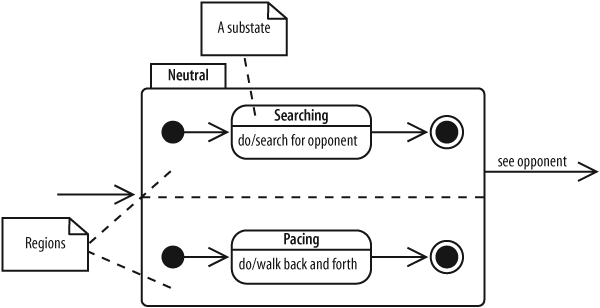 A substate
Neutral
Searching
do/search for opponent
see opponent
Regions
Pacing
do/walk back and forth